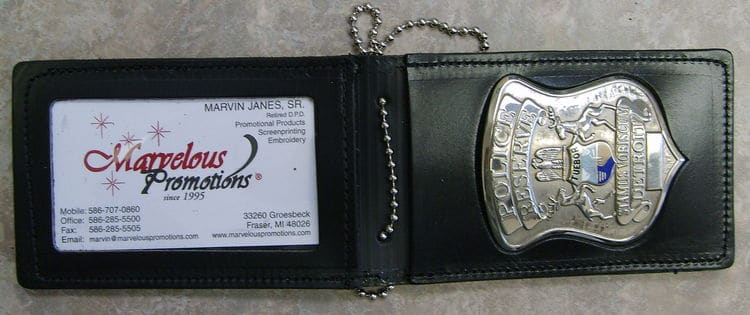 MARVIN JANES, SR.
Retired D.P.D.
Promotional Products
Screenprinting
Embroidery
Marvelous
Promotions®
since 1995
Mobile: 586-707-0860
Office: 586-285-5500
Fax: 586-285-5505
Email: marvin@marvelouspromotions.com
33260 Groesbeck
Fraser, MI 48026
www.marvelouspromotions.com
POLICE
RESERVE
TUEBOR
DETROIT